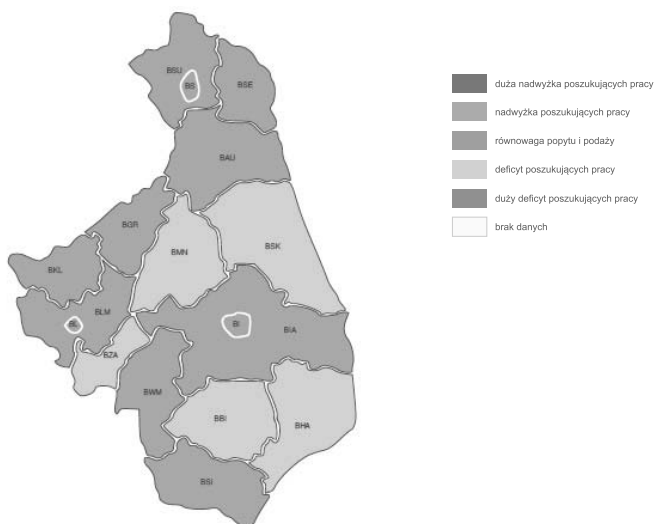 BSU
BS
BSE
BAU
BGR
BMN
BSK
BKL
BLM
BL
BI
BIA
BZA
BWM
BBI
BHA
BSI
duża nadwyżka poszukujących pracy
nadwyżka poszukujących pracy
równowaga popytu i podaży
deficyt poszukujących pracy
duży deficyt poszukujących pracy
brak danych